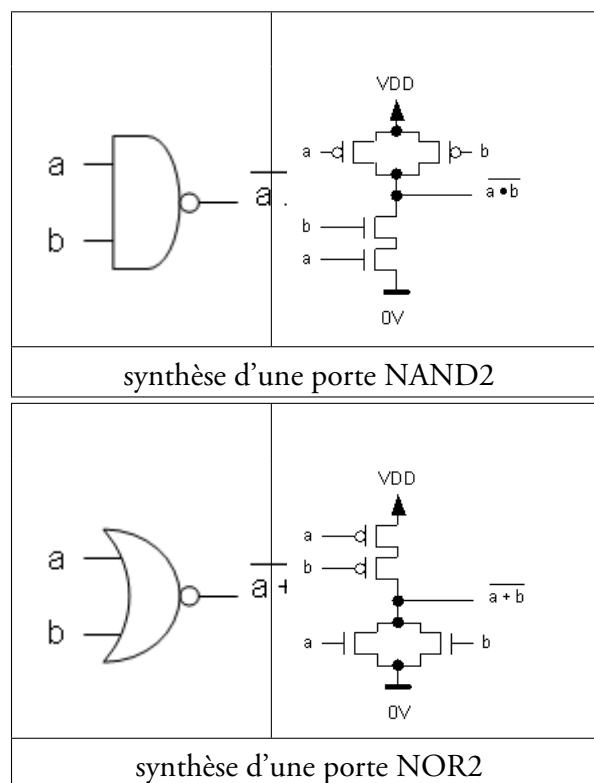 VDD
a
a
b
b
a .
a • b
b
a
0V
synthèse d'une porte NAND2
VDD
a
a
b
a +
a + b
b
a
b
0V
synthèse d'une porte NOR2